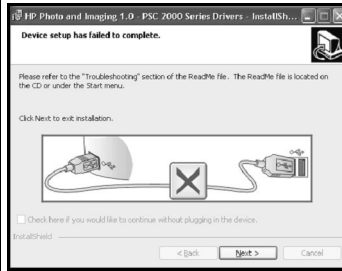 HP Photo and Imaging 1.0 - PSC 2000 Series Drivers - InstallSh...
Device setup has failed to complete.
Please refer to the "Troubleshooting" section of the ReadMe file. The ReadMe file is located on
the CD or under the Start menu.
Click Next to exit installation.
Check here if you would like to continue without plugging in the device.
InstallShield
< Back Next > Cancel